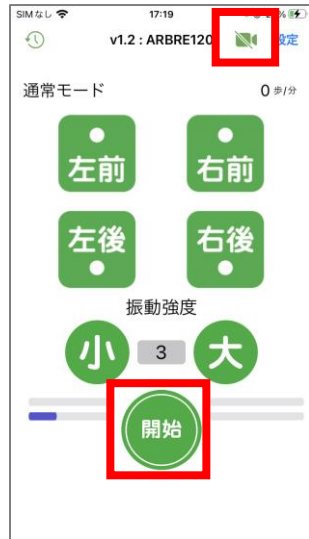 SIMなし 17:19
v1.2 : ARBRE120 設定
通常モード 0 歩/分
左前 右前
左後 右後
振動強度
小 3 大
開始